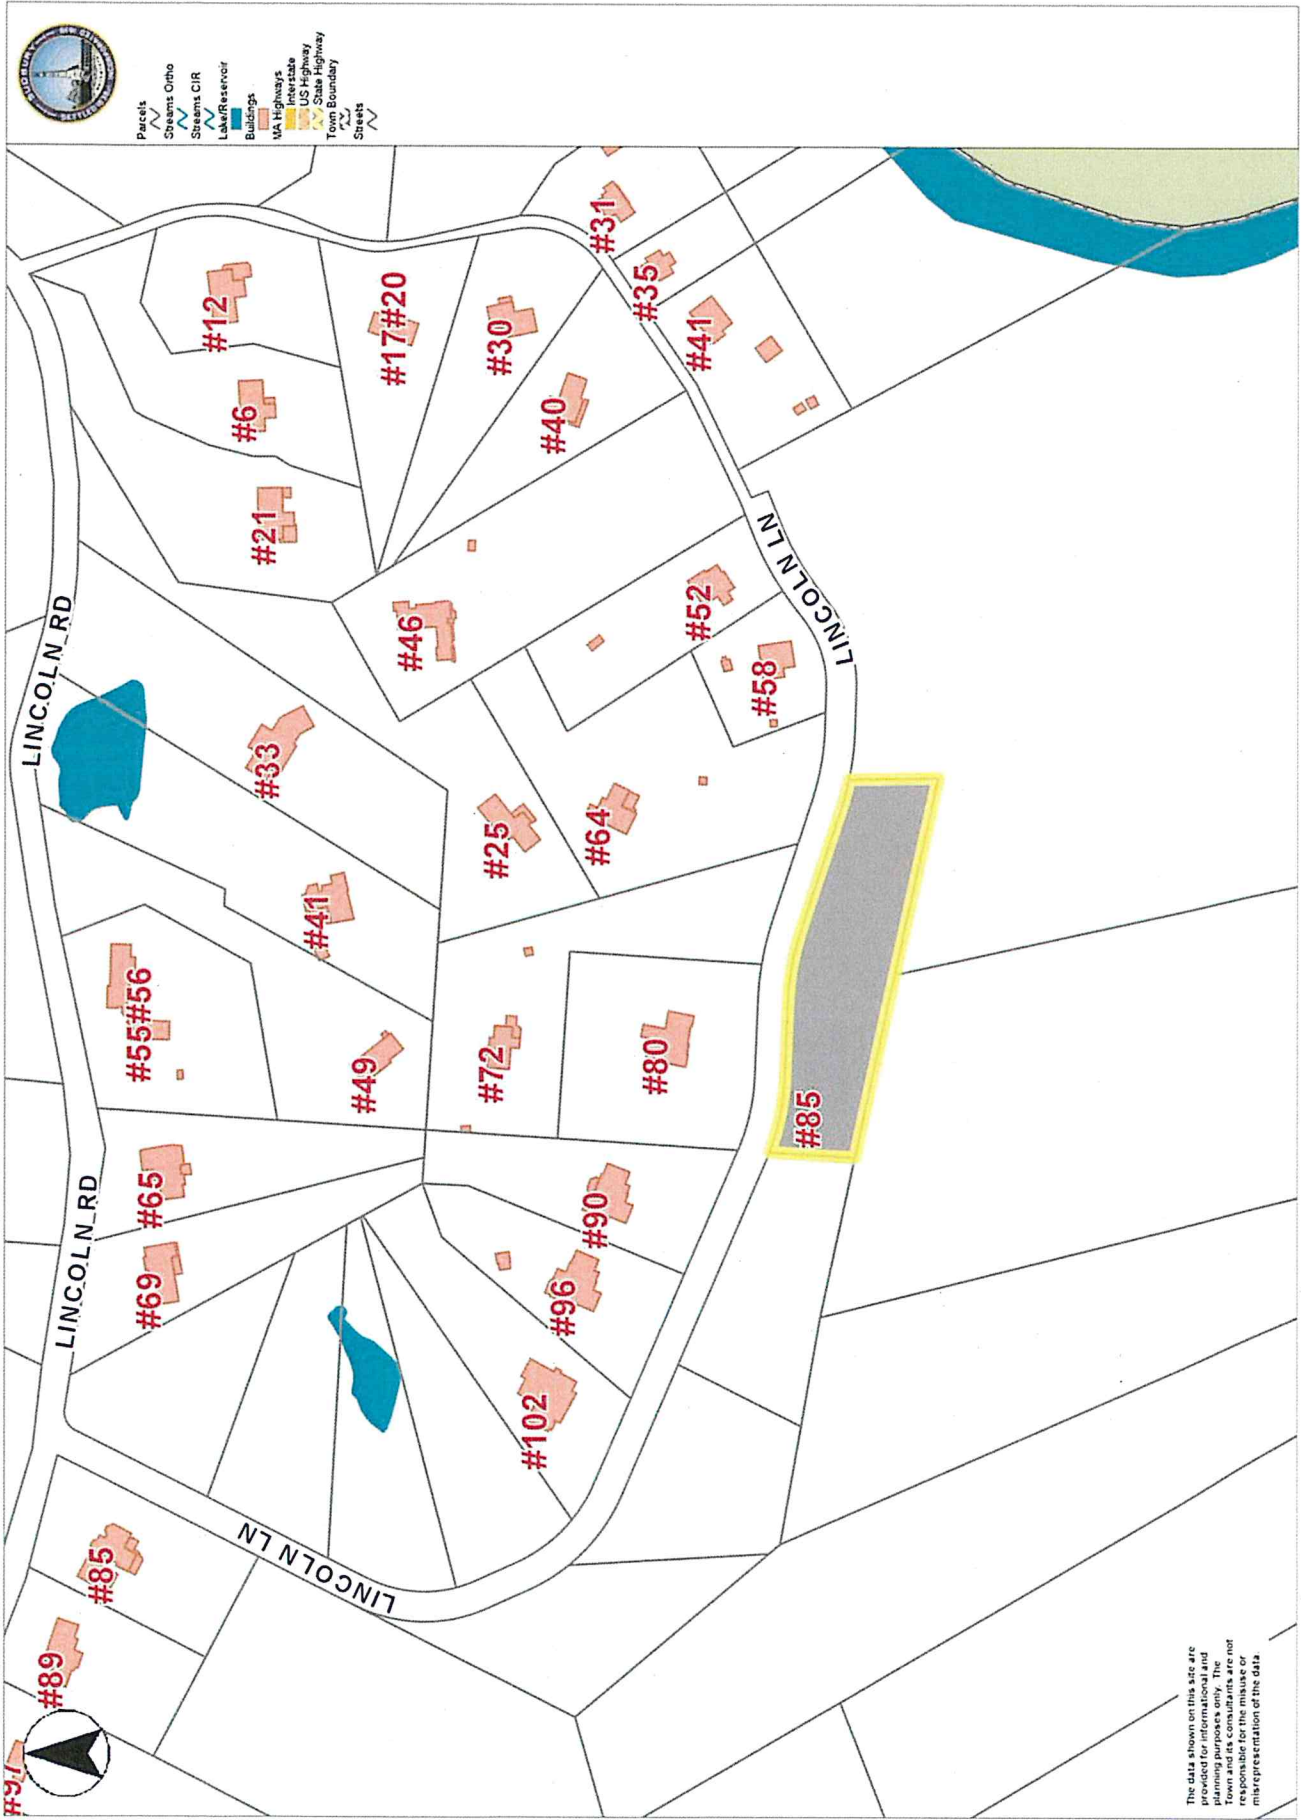 SUDBURY
Parcels
Streams Ortho
Streams CIR
Lake/Reservoir
Buildings
MA Highways
Interstate
US Highway
State Highway
Town Boundary
Streets
#97
#89
#85
LINCOLN RD
LINCOLN RD
LINCOLN LN
#69
#65
#55#56
#49
#41
#33
#21
#6
#12
#17#20
#30
#40
#46
#25
#64
#72
#80
#90
#96
#102
#52
#58
#31
#35
#41
LINCOLN LN
LINCOLN LN
#85
The data shown on this site are
provided for informational and
planning purposes only. The
Town and its consultants are not
responsible for the misuse or
misrepresentation of the data.